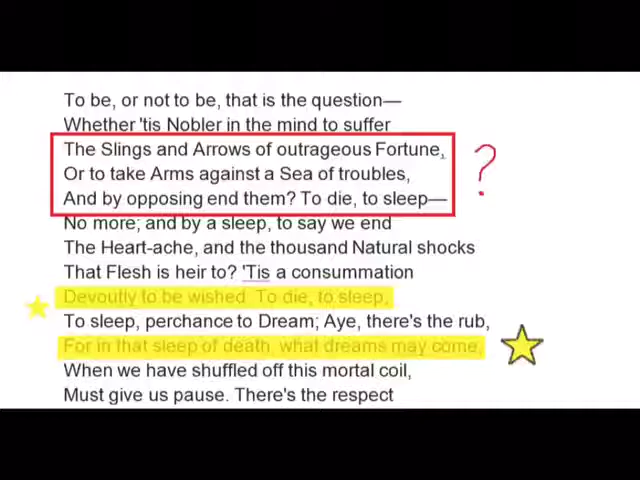 To be, or not to be, that is the question—
Whether 'tis Nobler in the mind to suffer
The Slings and Arrows of outrageous Fortune,
Or to take Arms against a Sea of troubles,
And by opposing end them? To die, to sleep—
No more; and by a sleep, to say we end
The Heart-ache, and the thousand Natural shocks
That Flesh is heir to? 'Tis a consummation
Devoutly to be wished. To die, to sleep,
To sleep, perchance to Dream; Aye, there's the rub,
For in that sleep of death, what dreams may come,
When we have shuffled off this mortal coil,
Must give us pause. There's the respect
?